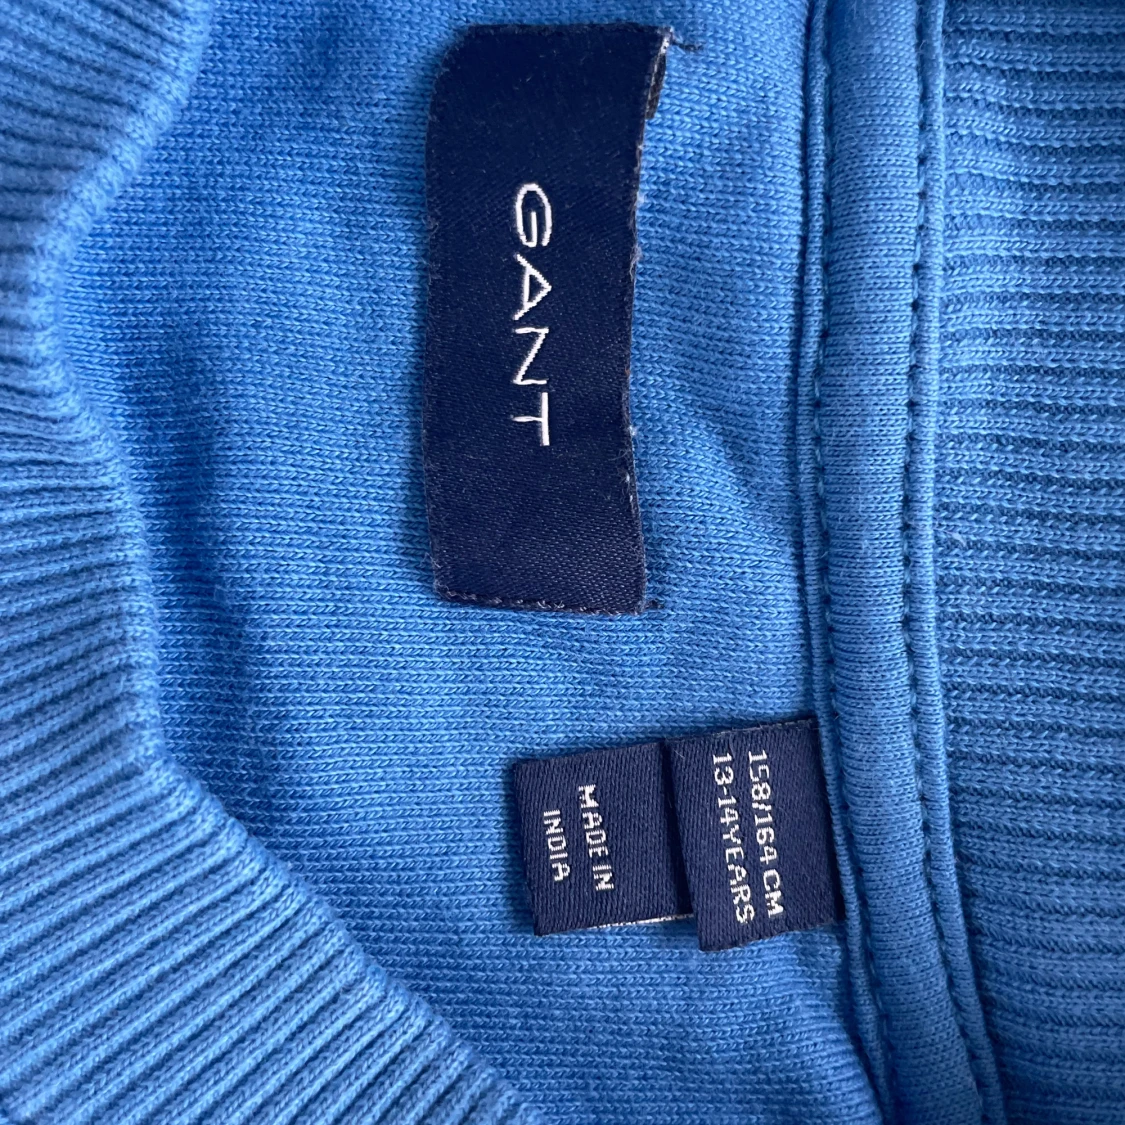 GANT
158/164 CM
13-14YEARS
MADE IN
INDIA